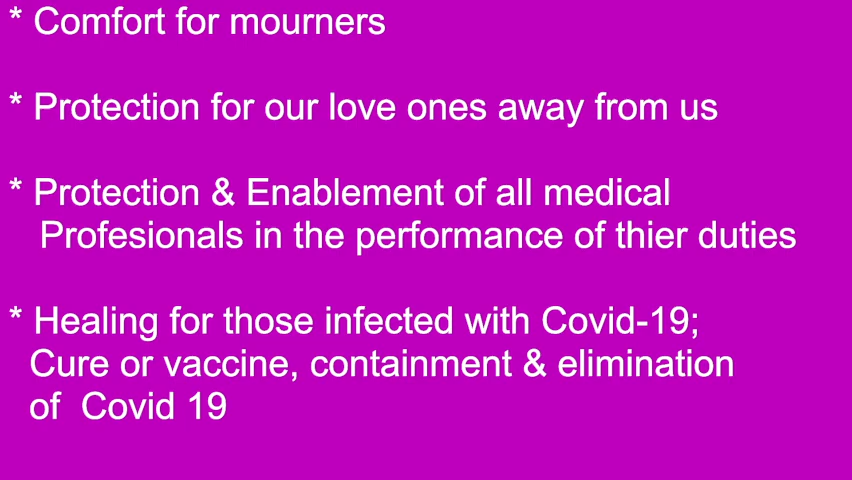 * Comfort for mourners
* Protection for our love ones away from us
* Protection & Enablement of all medical
Profesionals in the performance of thier duties
* Healing for those infected with Covid-19;
Cure or vaccine, containment & elimination
of Covid 19